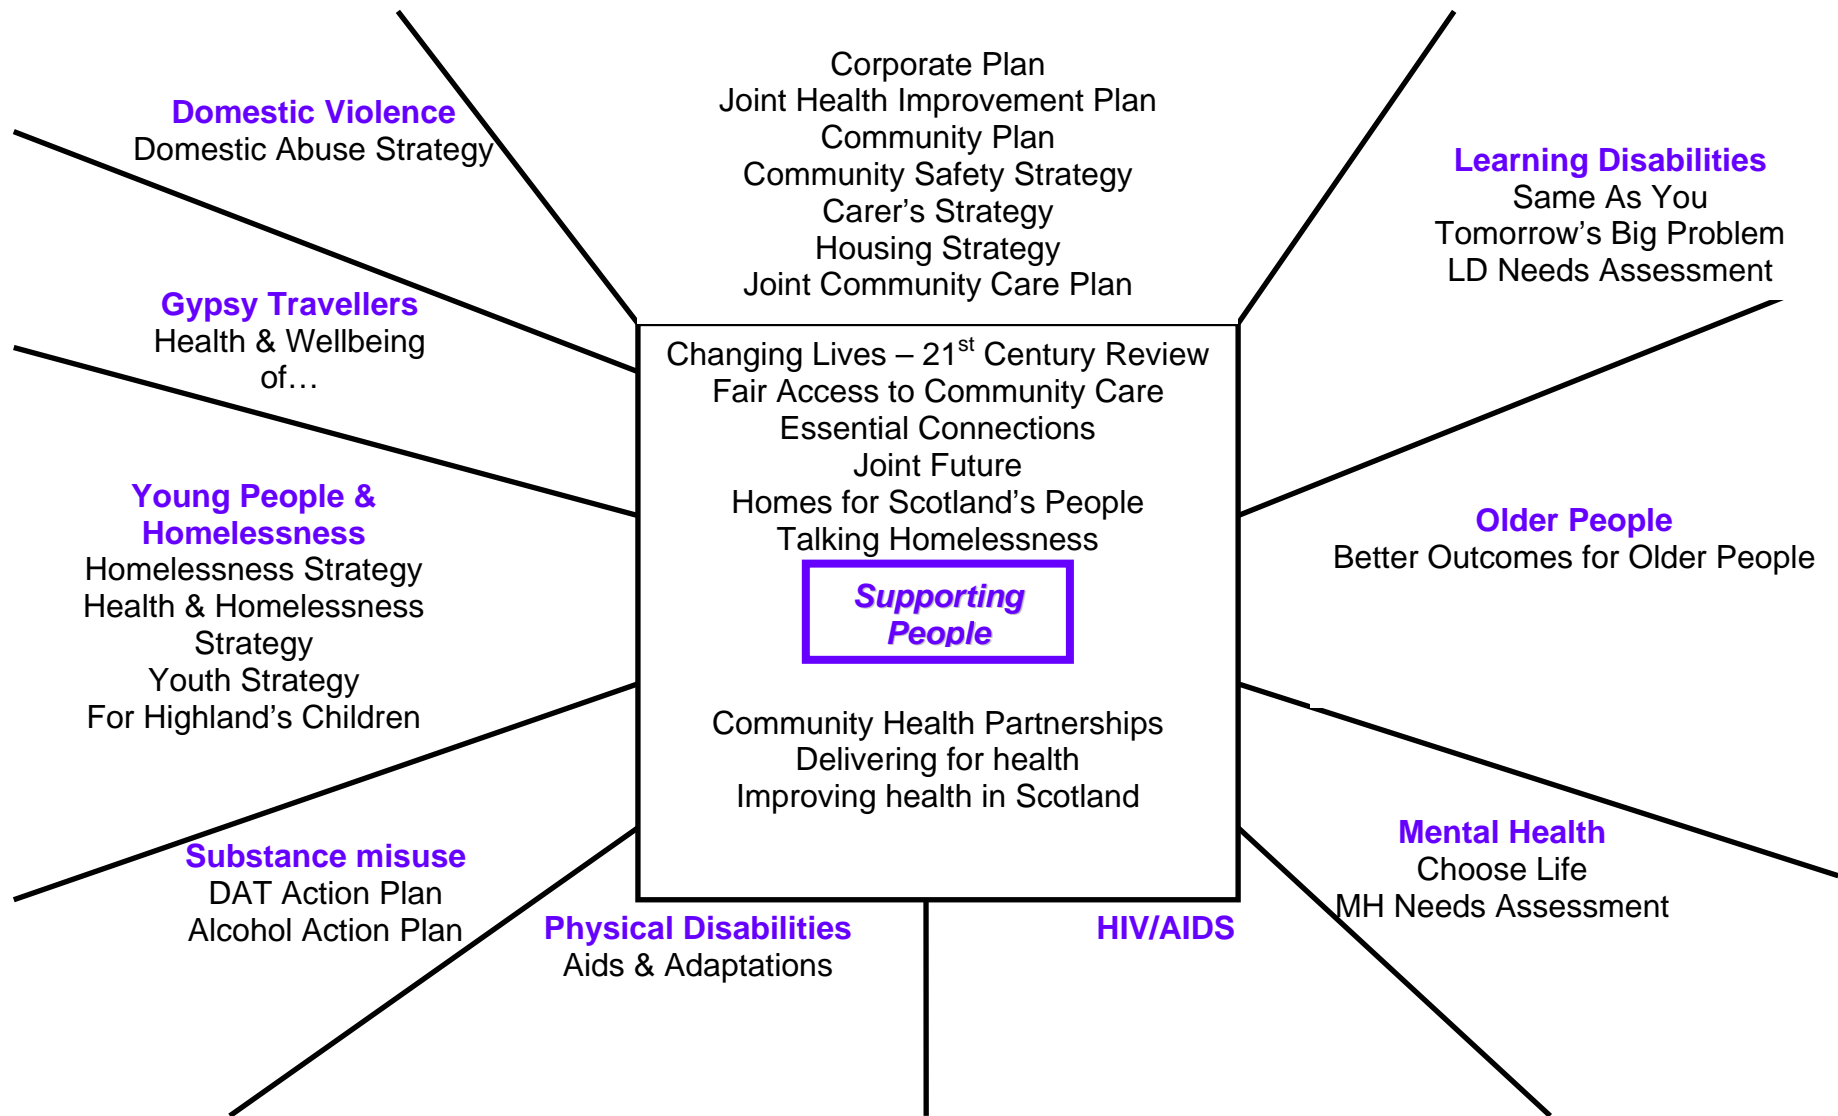 Corporate Plan
Joint Health Improvement Plan
Community Plan
Community Safety Strategy
Carer's Strategy
Housing Strategy
Joint Community Care Plan
Domestic Violence
Domestic Abuse Strategy
Learning Disabilities
Same As You
Tomorrow's Big Problem
LD Needs Assessment
Gypsy Travellers
Health & Wellbeing
of…
Changing Lives – 21st Century Review
Fair Access to Community Care
Essential Connections
Joint Future
Homes for Scotland's People
Talking Homelessness
Supporting
People
Community Health Partnerships
Delivering for health
Improving health in Scotland
Young People &
Homelessness
Homelessness Strategy
Health & Homelessness
Strategy
Youth Strategy
For Highland's Children
Older People
Better Outcomes for Older People
Substance misuse
DAT Action Plan
Alcohol Action Plan
Mental Health
Choose Life
MH Needs Assessment
Physical Disabilities
Aids & Adaptations
HIV/AIDS